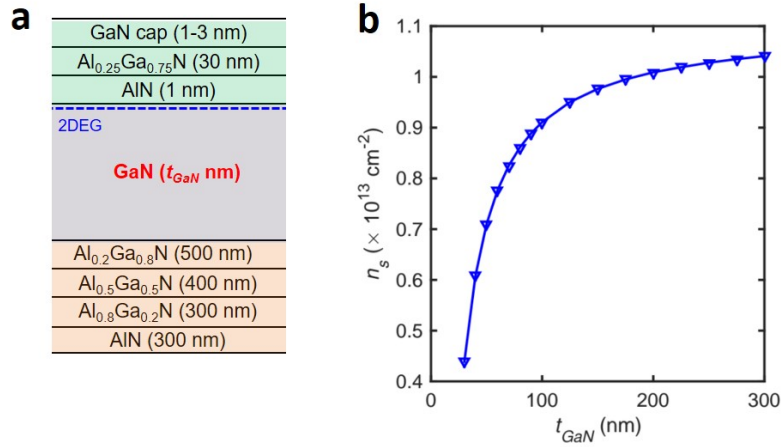 a
GaN cap (1-3 nm)
Al0.25Ga0.75N (30 nm)
AlN (1 nm)
2DEG
GaN (tGaN nm)
Al0.2Ga0.8N (500 nm)
Al0.5Ga0.5N (400 nm)
Al0.8Ga0.2N (300 nm)
AlN (300 nm)
b
1.1
1
0.9
0.8
0.7
0.6
0.5
0.4
ns (× 10^13 cm^-2)
0
100
200
300
tGaN (nm)